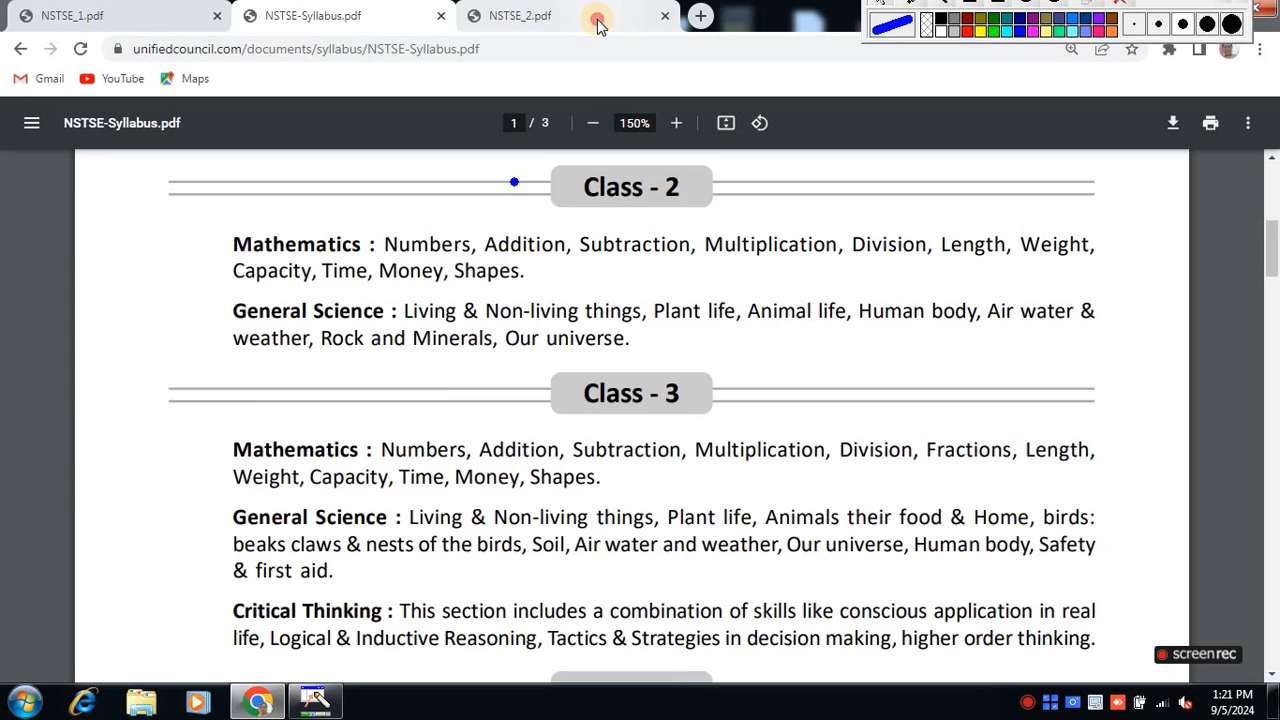 NSTSE_1.pdf
NSTSE-Syllabus.pdf
NSTSE_2.pdf
unifiedcouncil.com/documents/syllabus/NSTSE-Syllabus.pdf
Gmail
YouTube
Maps
NSTSE-Syllabus.pdf
1 / 3
150%
Class - 2
Mathematics : Numbers, Addition, Subtraction, Multiplication, Division, Length, Weight,
Capacity, Time, Money, Shapes.
General Science : Living & Non-living things, Plant life, Animal life, Human body, Air water &
weather, Rock and Minerals, Our universe.
Class - 3
Mathematics : Numbers, Addition, Subtraction, Multiplication, Division, Fractions, Length,
Weight, Capacity, Time, Money, Shapes.
General Science : Living & Non-living things, Plant life, Animals their food & Home, birds:
beaks claws & nests of the birds, Soil, Air water and weather, Our universe, Human body, Safety
& first aid.
Critical Thinking : This section includes a combination of skills like conscious application in real
life, Logical & Inductive Reasoning, Tactics & Strategies in decision making, higher order thinking.
screenrec
1:21 PM
9/5/2024